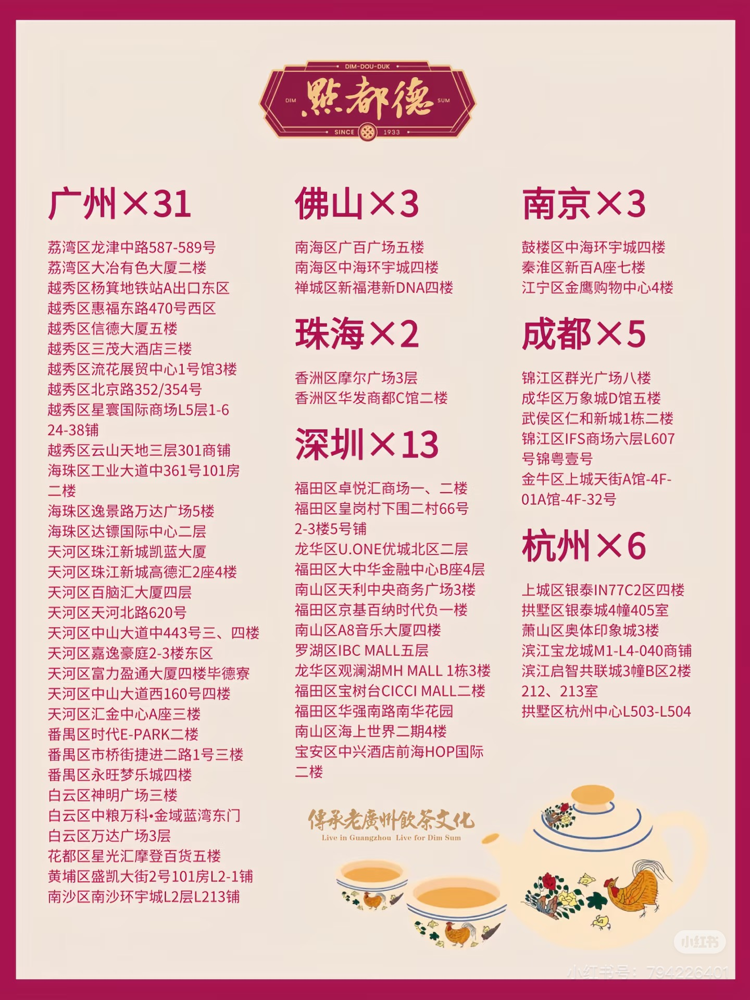 DIM-DOU-DUK
DIM 點都德 SUM
SINCE 1933
广州×31
荔湾区龙津中路587-589号
荔湾区大冶有色大厦二楼
越秀区杨箕地铁站A出口东区
越秀区惠福东路470号西区
越秀区信德大厦五楼
越秀区三茂大酒店三楼
越秀区流花展贸中心1号馆3楼
越秀区北京路352/354号
越秀区星寰国际商场L5层1-6
24-38铺
越秀区云山天地三层301商铺
海珠区工业大道中361号101房
二楼
海珠区逸景路万达广场5楼
海珠区达镖国际中心二层
天河区珠江新城凯蓝大厦
天河区珠江新城高德汇2座4楼
天河区百脑汇大厦四层
天河区天河北路620号
天河区中山大道中443号三、四楼
天河区嘉逸豪庭2-3楼东区
天河区富力盈通大厦四楼毕德寮
天河区中山大道西160号四楼
天河区汇金中心A座三楼
番禺区时代E-PARK二楼
番禺区市桥街捷进二路1号三楼
番禺区永旺梦乐城四楼
白云区神明广场三楼
白云区中粮万科•金域蓝湾东门
白云区万达广场3层
花都区星光汇摩登百货五楼
黄埔区盛凯大街2号101房L2-1铺
南沙区南沙环宇城L2层L213铺
佛山×3
南海区广百广场五楼
南海区中海环宇城四楼
禅城区新福港新DNA四楼
珠海×2
香洲区摩尔广场3层
香洲区华发商都C馆二楼
深圳×13
福田区卓悦汇商场一、二楼
福田区皇岗村下围二村66号
2-3楼5号铺
龙华区U.ONE优城北区二层
福田区大中华金融中心B座4层
南山区天利中央商务广场3楼
福田区京基百纳时代负一楼
南山区A8音乐大厦四楼
罗湖区IBC MALL五层
龙华区观澜湖MH MALL 1栋3楼
福田区宝树台CICCI MALL二楼
福田区华强南路南华花园
南山区海上世界二期4楼
宝安区中兴酒店前海HOP国际
二楼
南京×3
鼓楼区中海环宇城四楼
秦淮区新百A座七楼
江宁区金鹰购物中心4楼
成都×5
锦江区群光广场八楼
成华区万象城D馆五楼
武侯区仁和新城1栋二楼
锦江区IFS商场六层L607
号锦粤壹号
金牛区上城天街A馆-4F-
01A馆-4F-32号
杭州×6
上城区银泰IN77C2区四楼
拱墅区银泰城4幢405室
萧山区奥体印象城3楼
滨江宝龙城M1-L4-040商铺
滨江启智共联城3幢B区2楼
212、213室
拱墅区杭州中心L503-L504
傳承老廣州飲茶文化
Live in Guangzhou Live for Dim Sum
小红书
小红书号：794226401